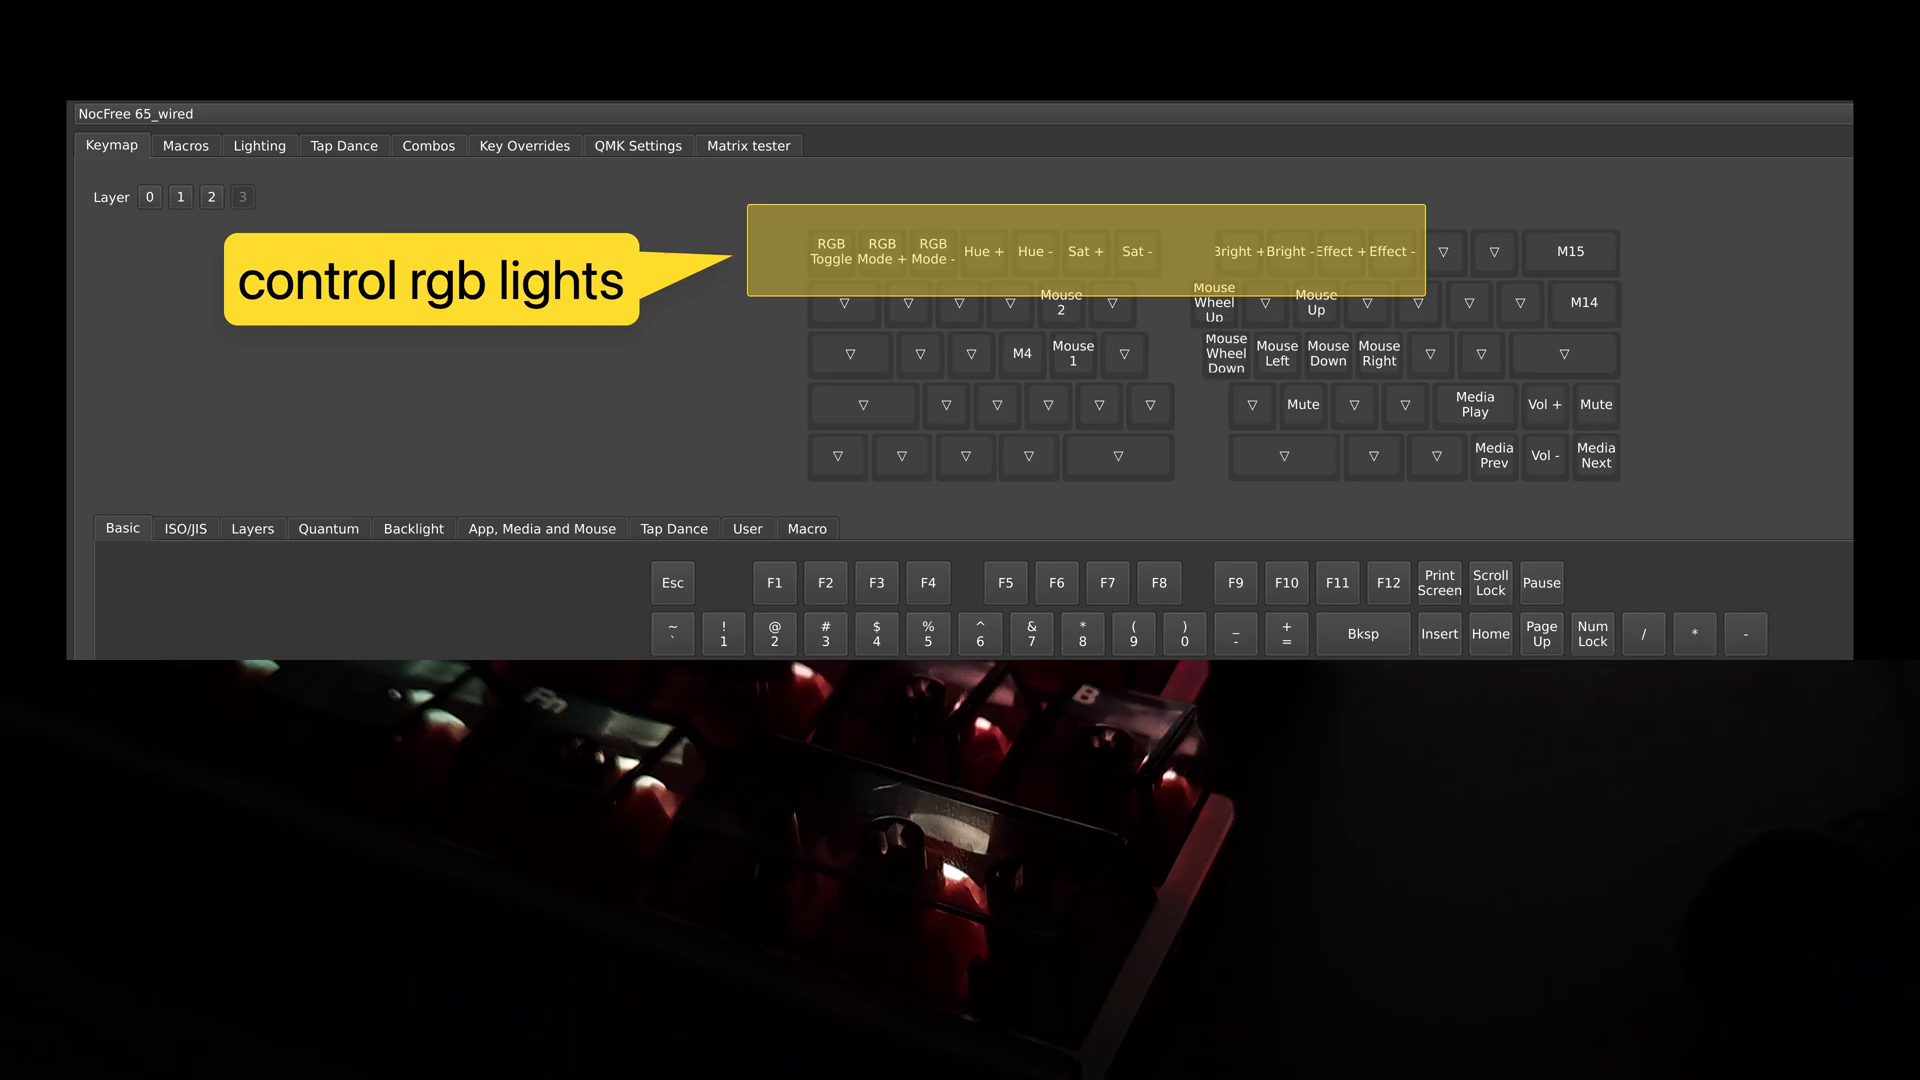 NocFree 65_wired
Keymap Macros Lighting Tap Dance Combos Key Overrides QMK Settings Matrix tester
Layer 0 1 2 3
control rgb lights
RGB Toggle RGB Mode + RGB Mode - Hue + Hue - Sat + Sat - Bright + Bright - Effect + Effect - ▽ ▽ M15
▽ ▽ ▽ ▽ Mouse 2 ▽ Mouse Wheel Up ▽ Mouse Up ▽ ▽ ▽ ▽ M14
▽ ▽ ▽ M4 Mouse 1 ▽ Mouse Wheel Down Mouse Left Mouse Down Mouse Right ▽ ▽ ▽
▽ ▽ ▽ ▽ ▽ ▽ ▽ Mute ▽ ▽ Media Play Vol + Mute
▽ ▽ ▽ ▽ ▽ ▽ ▽ ▽ Media Prev Vol - Media Next
Basic ISO/JIS Layers Quantum Backlight App, Media and Mouse Tap Dance User Macro
Esc F1 F2 F3 F4 F5 F6 F7 F8 F9 F10 F11 F12 Print Screen Scroll Lock Pause
~ ` ! 1 @ 2 # 3 $ 4 % 5 ^ 6 & 7 * 8 ( 9 ) 0 _ - + = Bksp Insert Home Page Up Num Lock / * -
B